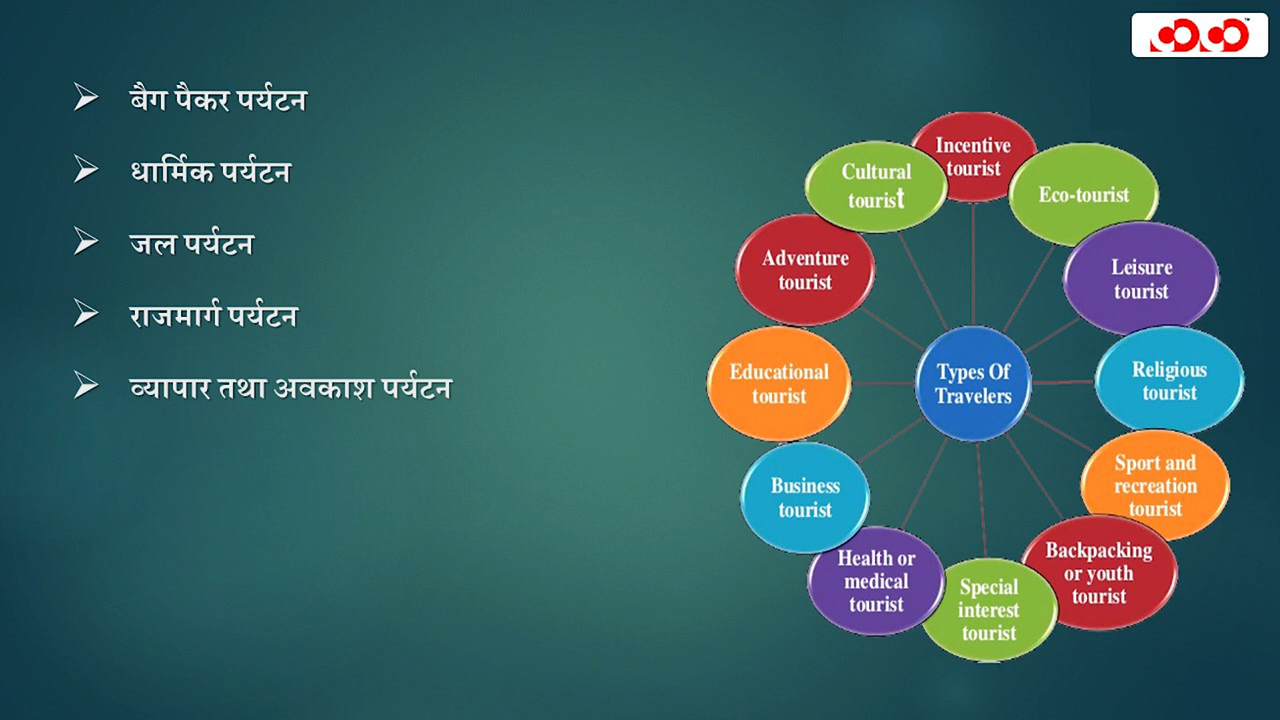 बैग पैकर पर्यटन
धार्मिक पर्यटन
जल पर्यटन
राजमार्ग पर्यटन
व्यापार तथा अवकाश पर्यटन
Incentive
tourist
Eco-tourist
Leisure
tourist
Religious
tourist
Sport and
recreation
tourist
Backpacking
or youth
tourist
Special
interest
tourist
Health or
medical
tourist
Business
tourist
Educational
tourist
Adventure
tourist
Cultural
tourist
Types Of
Travelers